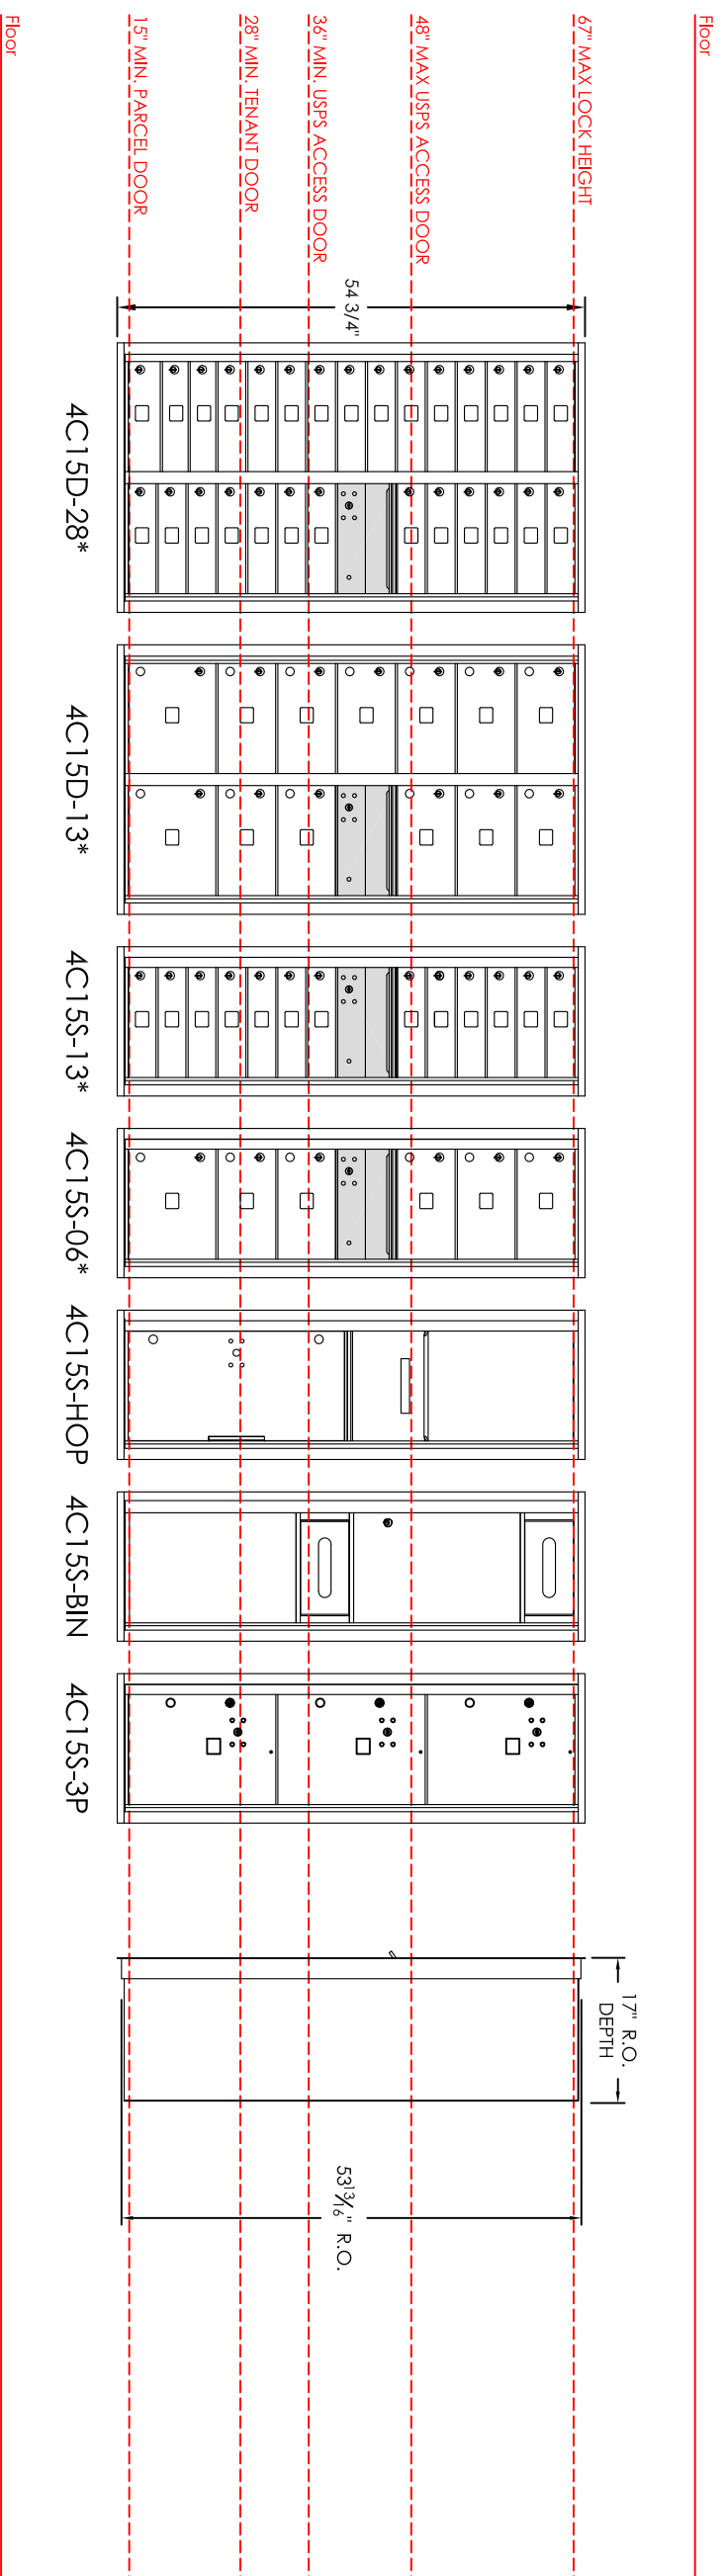 Floor
67" MAX LOCK HEIGHT
48" MAX USPS ACCESS DOOR
36" MIN. USPS ACCESS DOOR
28" MIN. TENANT DOOR
15" MIN. PARCEL DOOR
Floor
54 3/4"
4C15D-28*
4C15D-13*
4C15S-13*
4C15S-06*
4C15S-HOP
4C15S-BIN
4C15S-3P
17" R.O.
DEPTH
53 13/16" R.O.